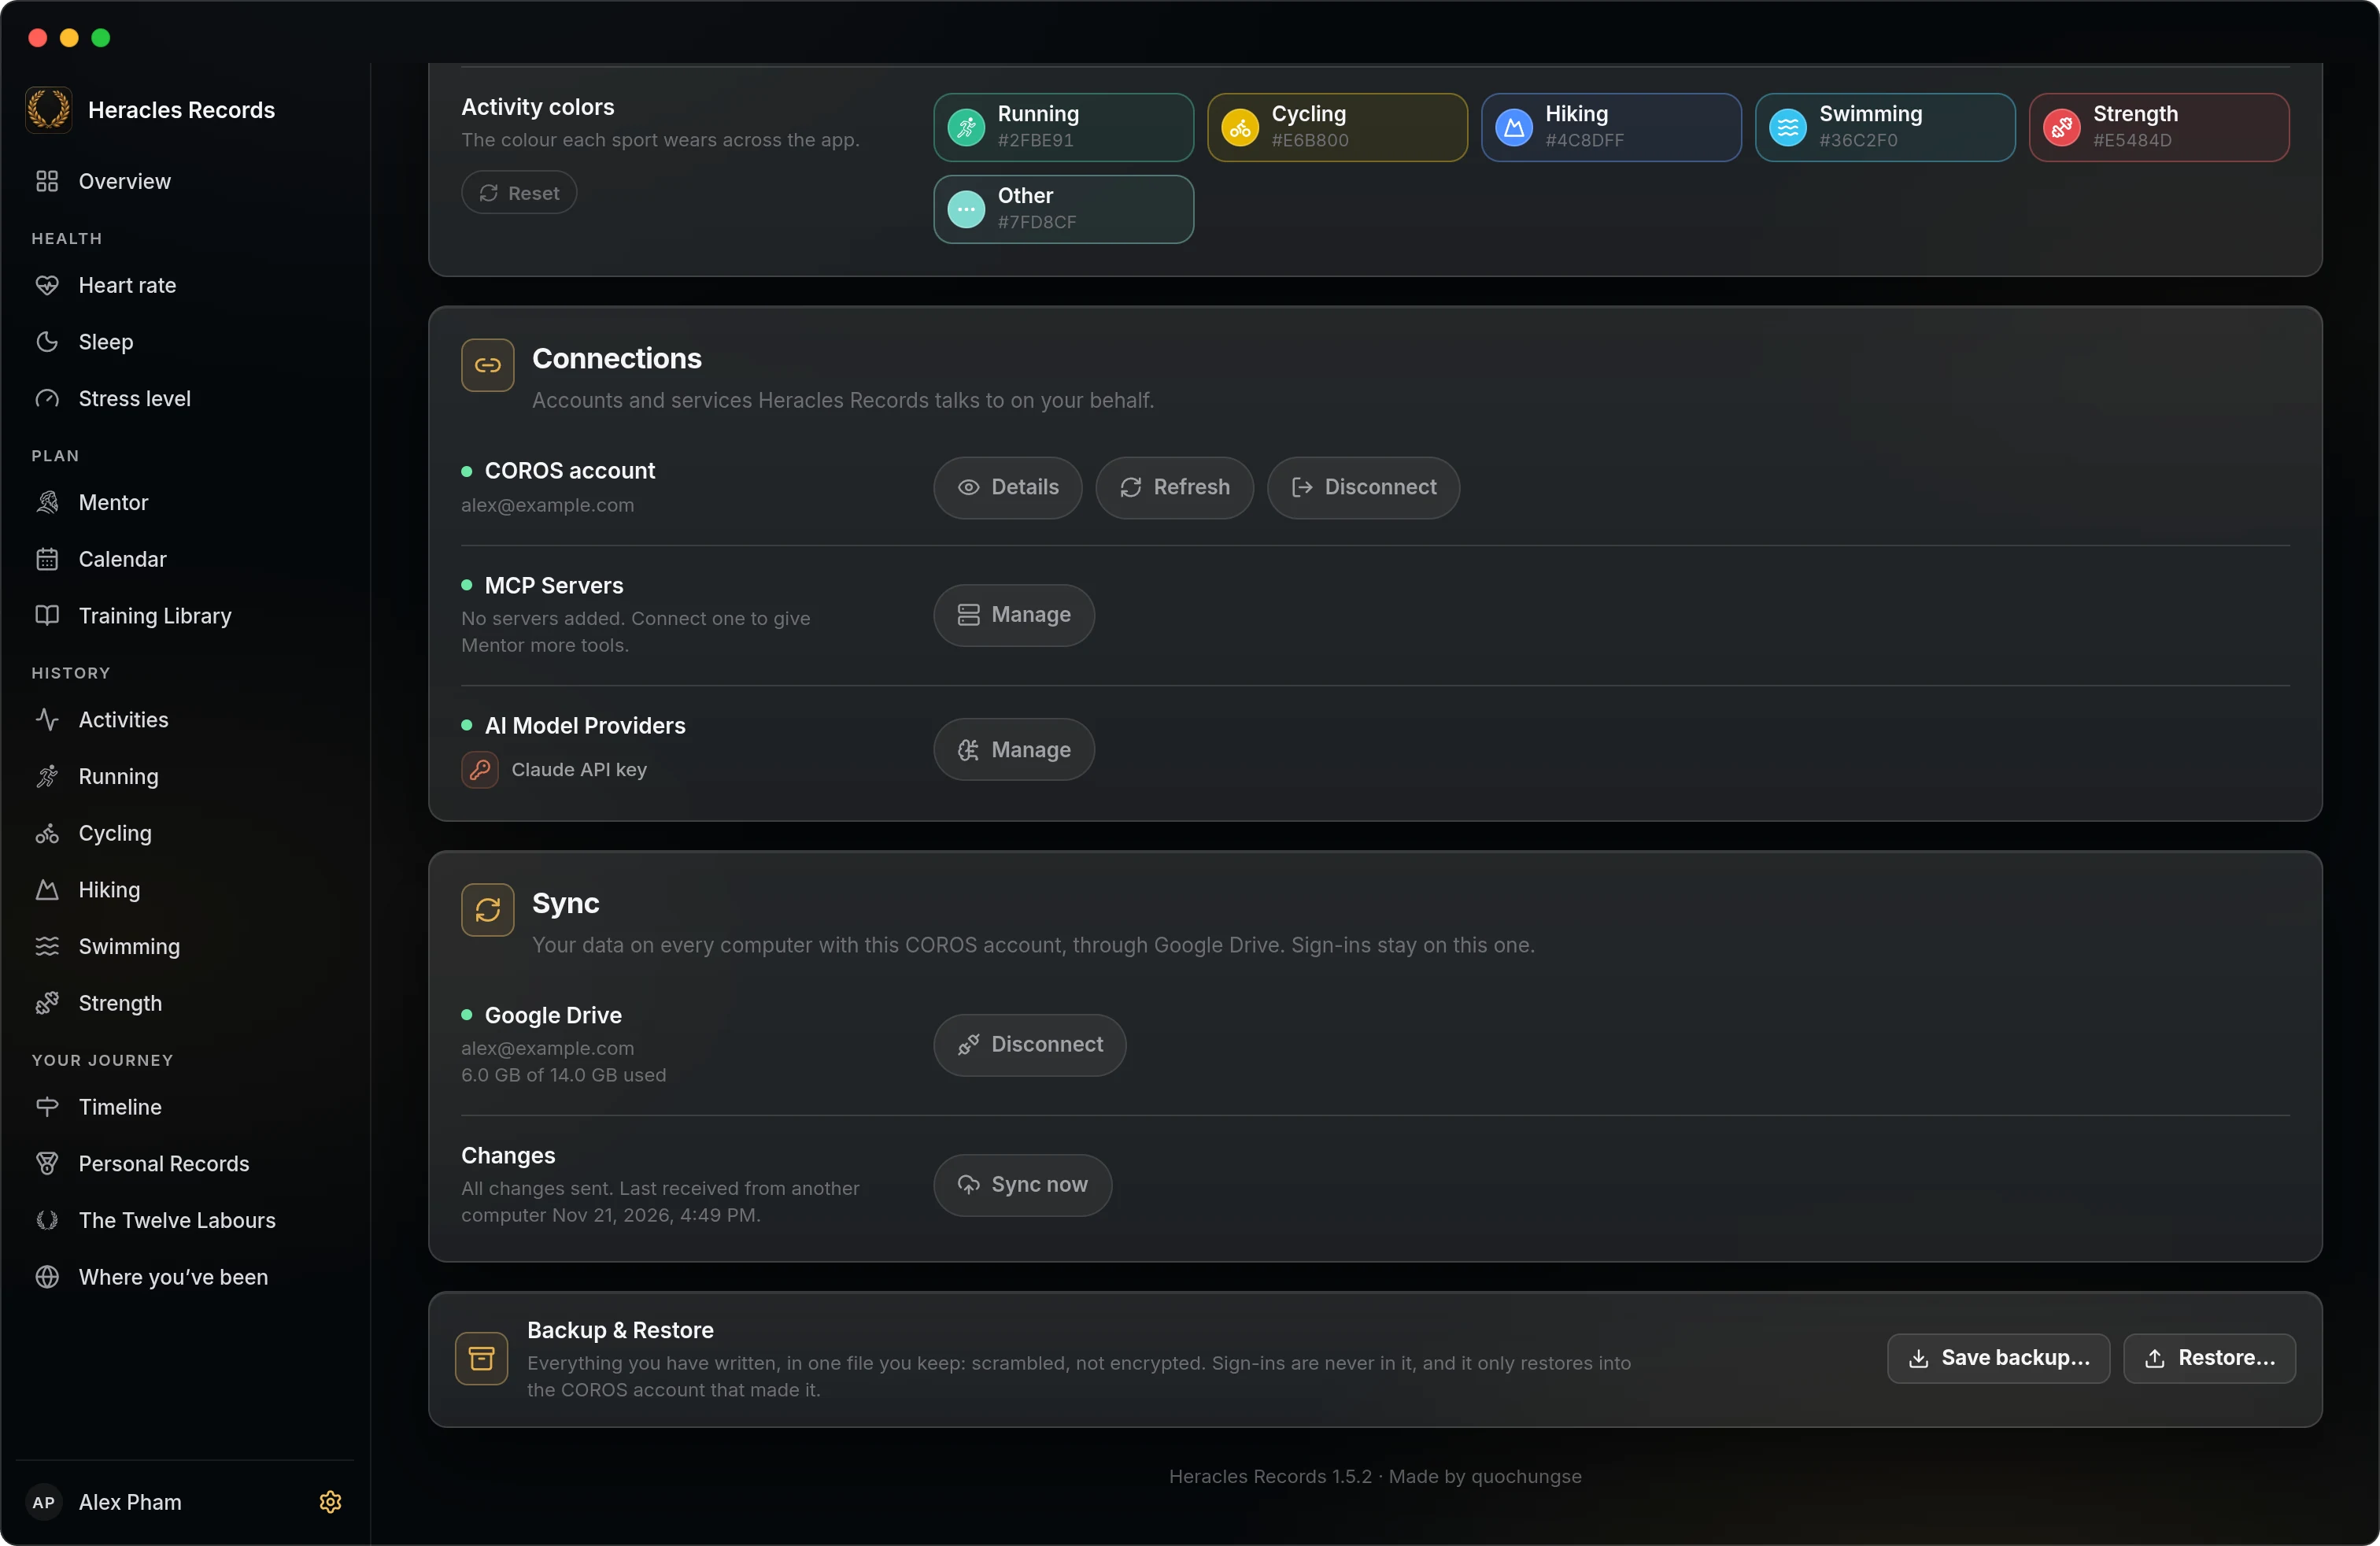 Heracles Records
Overview
HEALTH
Heart rate
Sleep
Stress level
PLAN
Mentor
Calendar
Training Library
HISTORY
Activities
Running
Cycling
Hiking
Swimming
Strength
YOUR JOURNEY
Timeline
Personal Records
The Twelve Labours
Where you’ve been
AP Alex Pham
Activity colors
The colour each sport wears across the app.
Reset
Running
#2FBE91
Cycling
#E6B800
Hiking
#4C8DFF
Swimming
#36C2F0
Strength
#E5484D
Other
#7FD8CF
Connections
Accounts and services Heracles Records talks to on your behalf.
COROS account
alex@example.com
Details
Refresh
Disconnect
MCP Servers
No servers added. Connect one to give
Mentor more tools.
Manage
AI Model Providers
Claude API key
Manage
Sync
Your data on every computer with this COROS account, through Google Drive. Sign-ins stay on this one.
Google Drive
alex@example.com
6.0 GB of 14.0 GB used
Disconnect
Changes
All changes sent. Last received from another
computer Nov 21, 2026, 4:49 PM.
Sync now
Backup & Restore
Everything you have written, in one file you keep: scrambled, not encrypted. Sign-ins are never in it, and it only restores into
the COROS account that made it.
Save backup...
Restore...
Heracles Records 1.5.2 · Made by quochungse